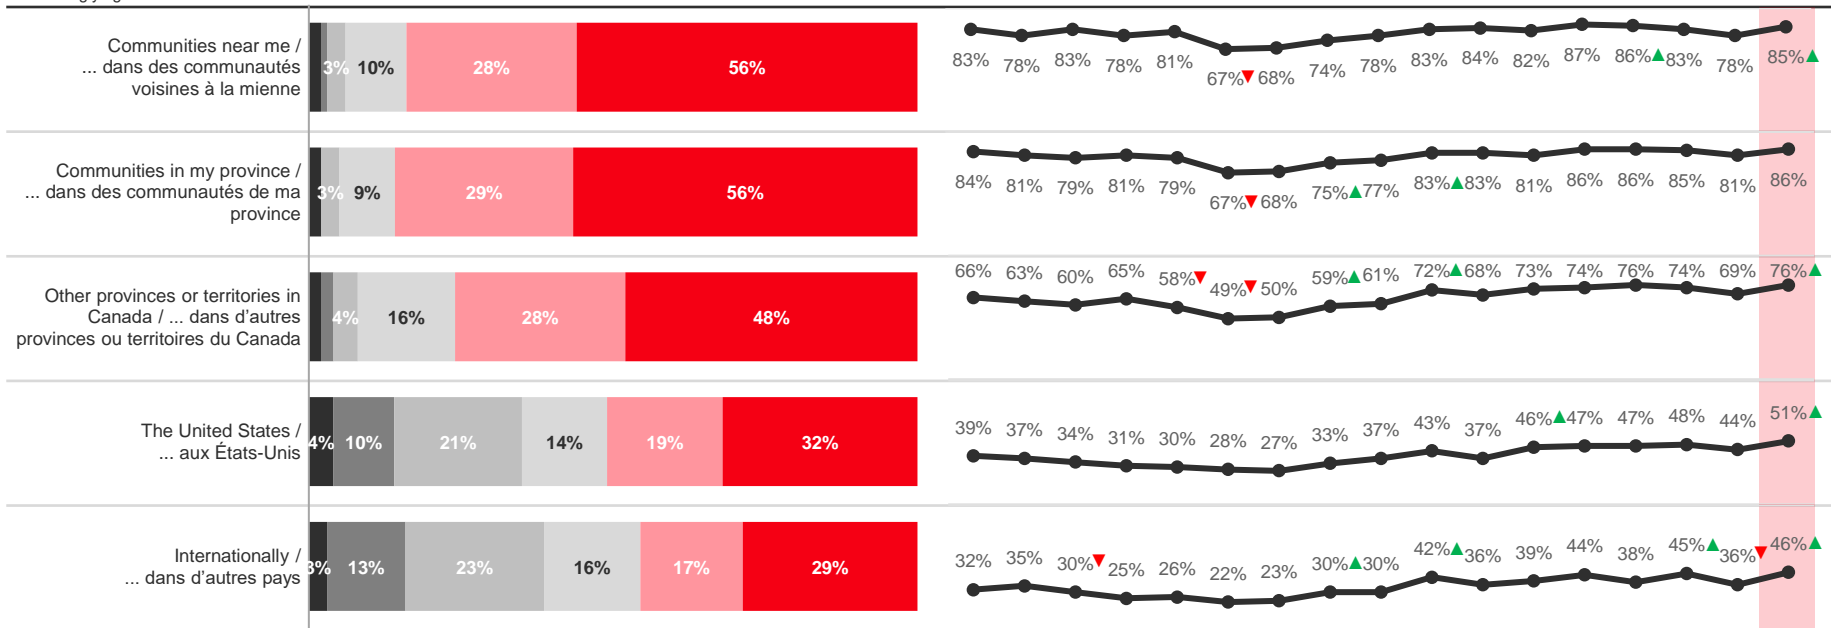 Communities near me /
... dans des communautés
voisines à la mienne
3% 10% 28% 56%
83% 78% 83% 78% 81% 67%▼ 68% 74% 78% 83% 84% 82% 87% 86%▲ 83% 78% 85%▲
Communities in my province /
... dans des communautés de ma
province
3% 9% 29% 56%
84% 81% 79% 81% 79% 67%▼ 68% 75%▲ 77% 83%▲ 83% 81% 86% 86% 85% 81% 86%
Other provinces or territories in
Canada / ... dans d’autres
provinces ou territoires du Canada
4% 16% 28% 48%
66% 63% 60% 65% 58%▼ 49%▼ 50% 59%▲ 61% 72%▲ 68% 73% 74% 76% 74% 69% 76%▲
The United States /
... aux États-Unis
4% 10% 21% 14% 19% 32%
39% 37% 34% 31% 30% 28% 27% 33% 37% 43% 37% 46%▲ 47% 47% 48% 44% 51%▲
Internationally /
... dans d’autres pays
3% 13% 23% 16% 17% 29%
32% 35% 30%▼ 25% 26% 22% 23% 30%▲ 30% 42%▲ 36% 39% 44% 38% 45%▲ 36%▼ 46%▲